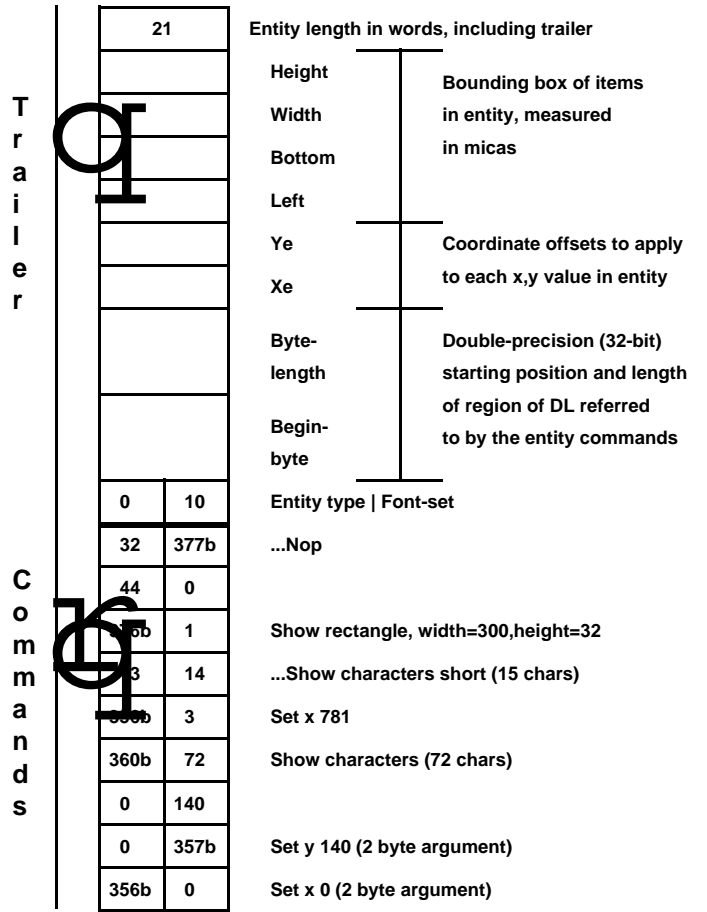 Trailer
21 Entity length in words, including trailer
Height
Width
Bottom
Left
Bounding box of items
in entity, measured
in micas
Ye
Xe
Coordinate offsets to apply
to each x,y value in entity
Byte-
length
Begin-
byte
Double-precision (32-bit)
starting position and length
of region of DL referred
to by the entity commands
0 10 Entity type | Font-set
Commands
32 377b ...Nop
44 0
1 Show rectangle, width=300,height=32
14 ...Show characters short (15 chars)
356b 3 Set x 781
360b 72 Show characters (72 chars)
0 140
0 357b Set y 140 (2 byte argument)
356b 0 Set x 0 (2 byte argument)